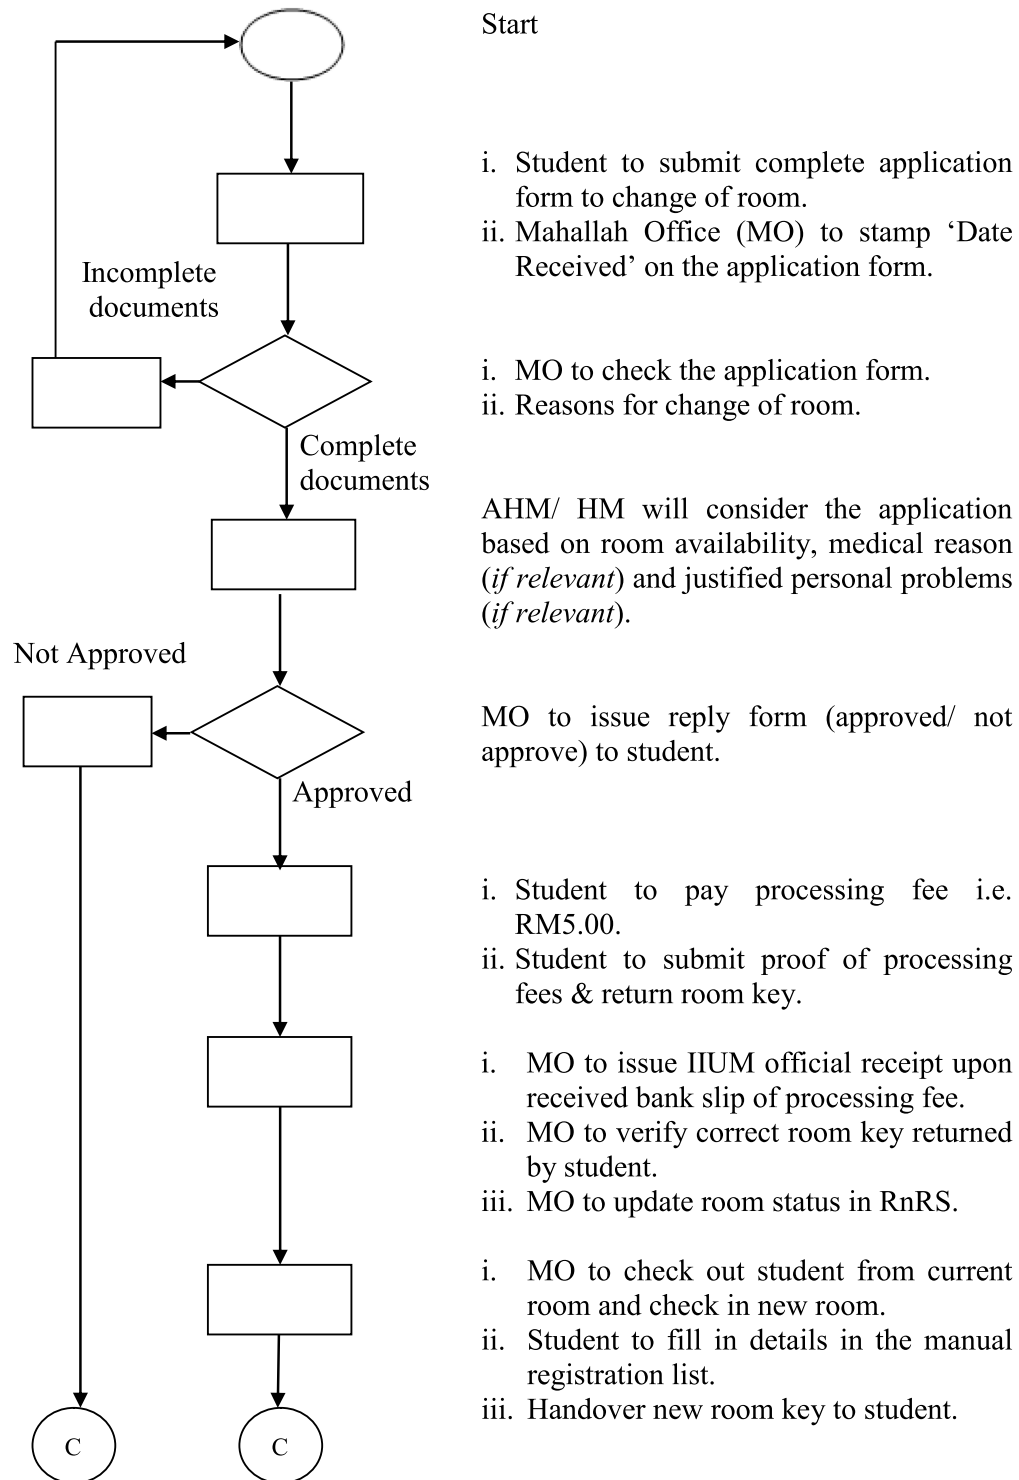 Start
i. Student to submit complete application
form to change of room.
ii. Mahallah Office (MO) to stamp ‘Date
Received’ on the application form.
Incomplete
documents
i. MO to check the application form.
ii. Reasons for change of room.
Complete
documents
AHM/ HM will consider the application
based on room availability, medical reason
(if relevant) and justified personal problems
(if relevant).
Not Approved
MO to issue reply form (approved/ not
approve) to student.
Approved
i. Student to pay processing fee i.e.
RM5.00.
ii. Student to submit proof of processing
fees & return room key.
i. MO to issue IIUM official receipt upon
received bank slip of processing fee.
ii. MO to verify correct room key returned
by student.
iii. MO to update room status in RnRS.
i. MO to check out student from current
room and check in new room.
ii. Student to fill in details in the manual
registration list.
iii. Handover new room key to student.
C
C